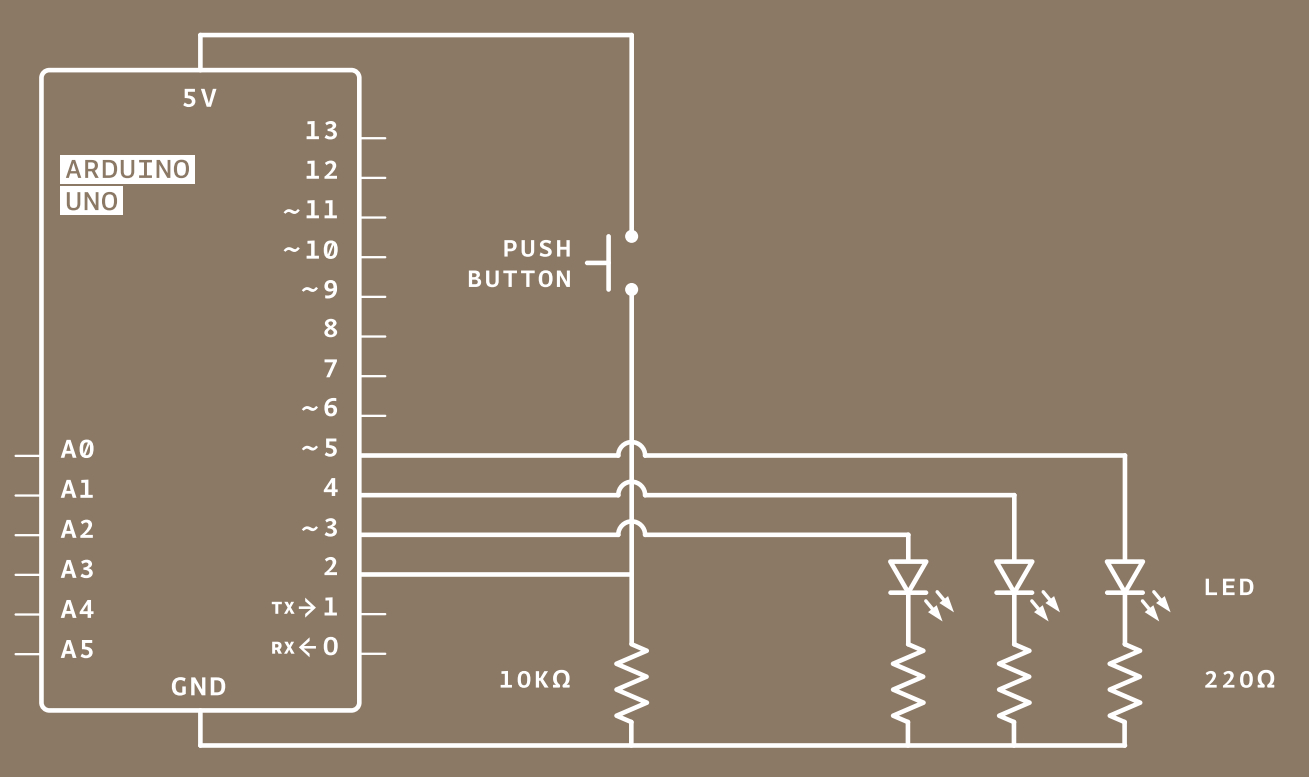 5V
ARDUINO
UNO
13
12
~11
~10
~9
8
7
~6
~5
4
~3
2
TX→1
RX←0
A0
A1
A2
A3
A4
A5
GND
PUSH
BUTTON
10KΩ
LED
220Ω